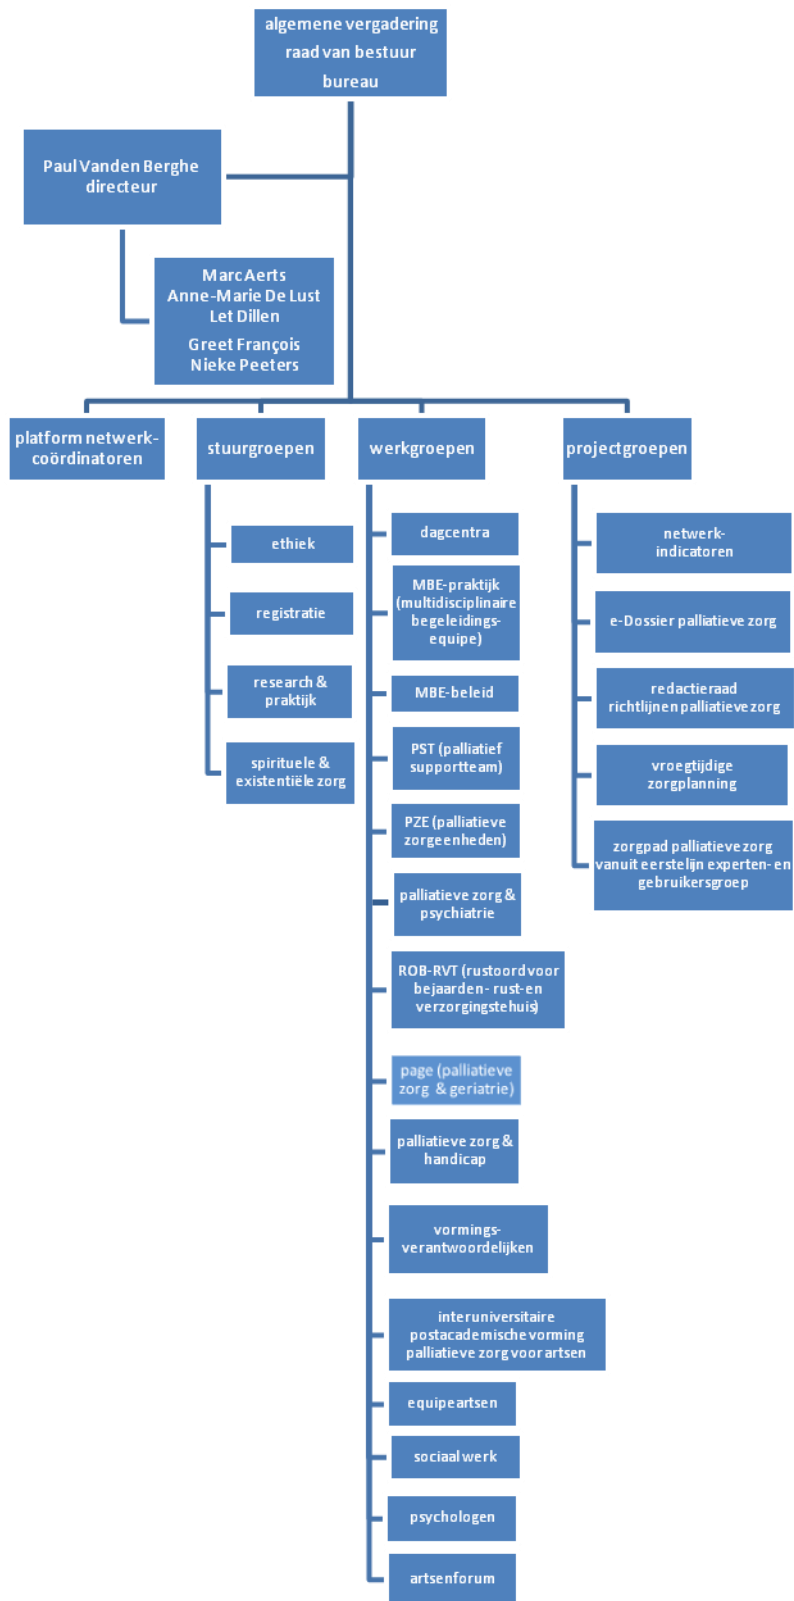 algemene vergadering
raad van bestuur
bureau
Paul Vanden Berghe
directeur
Marc Aerts
Anne-Marie De Lust
Let Dillen
Greet François
Nieke Peeters
platform netwerk-
coördinatoren
stuurgroepen
ethiek
registratie
research &
praktijk
spirituele &
existentiële zorg
werkgroepen
dagcentra
MBE-praktijk
(multidisciplinaire
begeleidings-
equipe)
MBE-beleid
PST (palliatief
supportteam)
PZE (palliatieve
zorgeenheden)
palliatieve zorg &
psychiatrie
ROB-RVT (rustoord voor
bejaarden- rust- en
verzorgingstehuis)
page (palliatieve
zorg & geriatrie)
palliatieve zorg &
handicap
vormings-
verantwoordelijken
interuniversitaire
postacademische vorming
palliatieve zorg voor artsen
equipeartsen
sociaal werk
psychologen
artsenforum
projectgroepen
netwerk-
indicatoren
e-Dossier palliatieve zorg
redactieraad
richtlijnen palliatieve zorg
vroegtijdige
zorgplanning
zorgpad palliatieve zorg
vanuit eerstelijn experten- en
gebruikersgroep